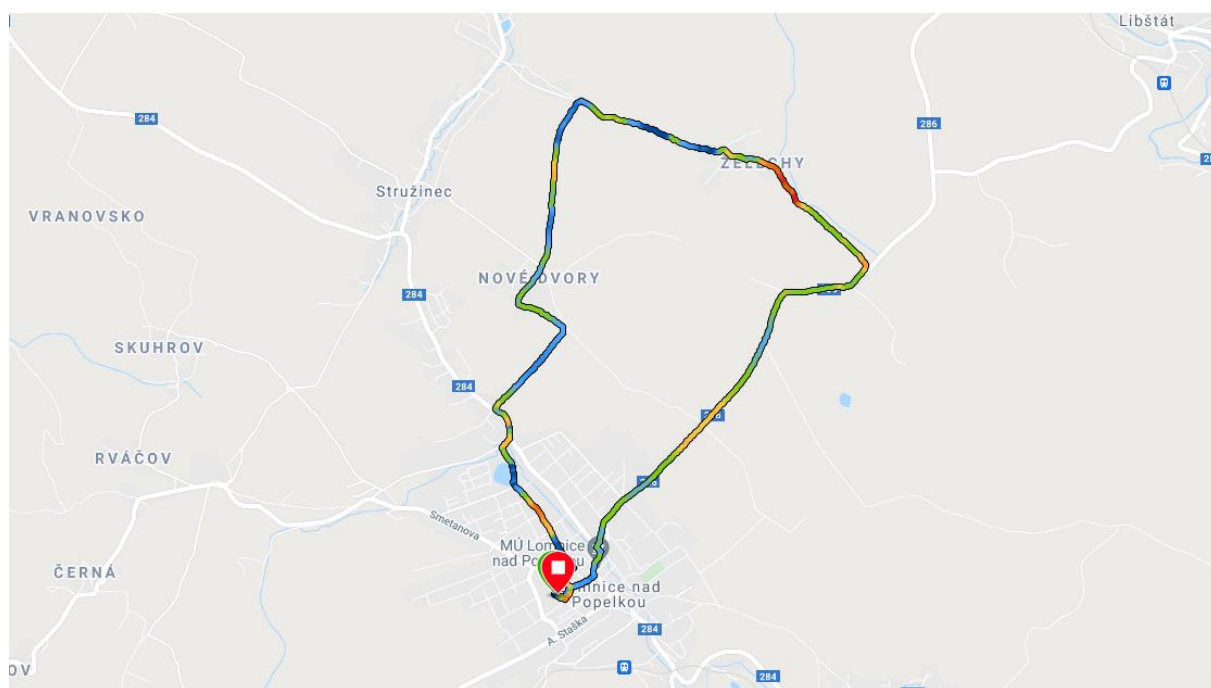 Libštát
284
286
ŽELECHY
Stružinec
VRANOVSKO
NOVÉ DVORY
284
SKUHROV
284
RVÁČOV
Smetanova
MÚ Lomnice
nad Popelkou
ČERNÁ
nad
Popelkou
A. Staška
284
284